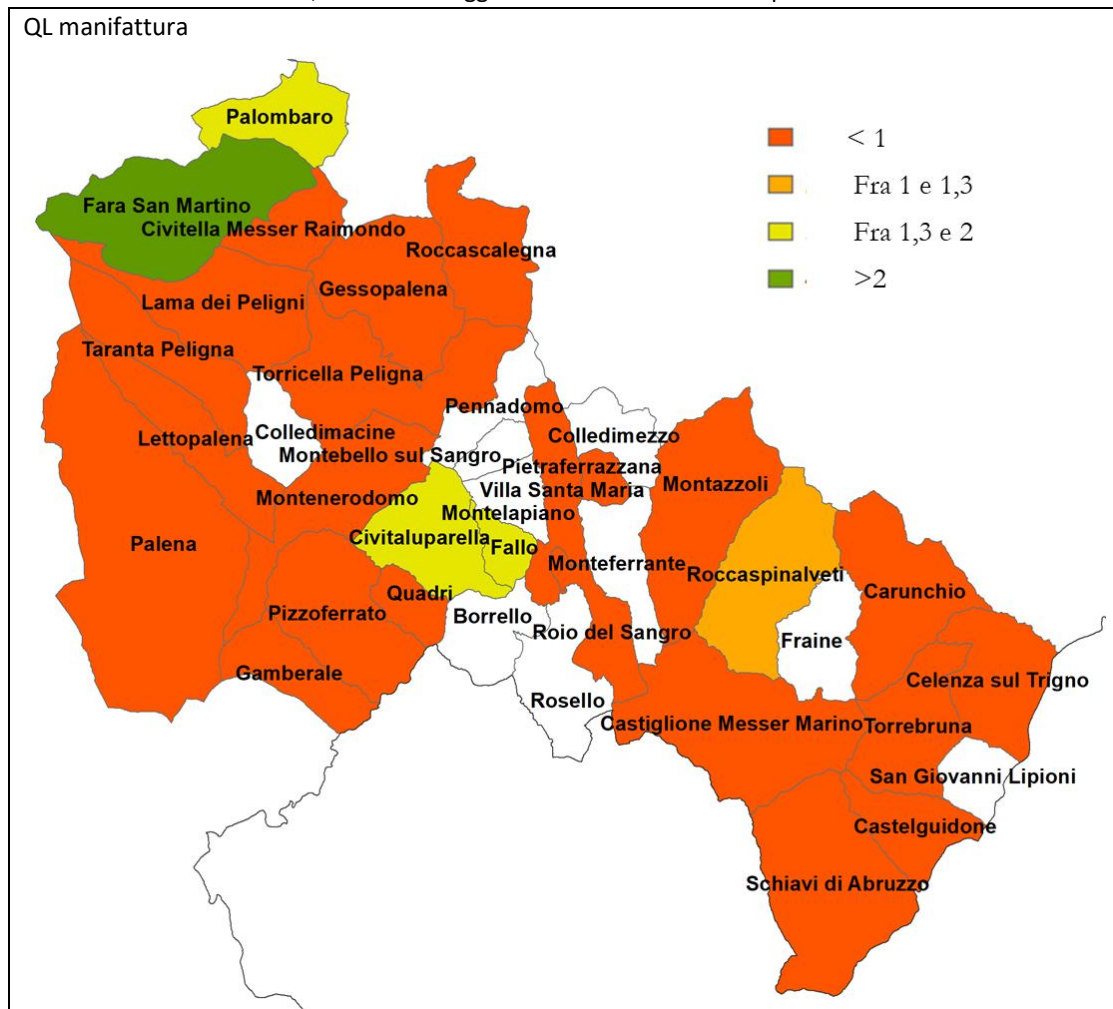 QL manifattura
Palombaro
< 1
Fra 1 e 1,3
Fra 1,3 e 2
>2
Fara San Martino
Civitella Messer Raimondo
Roccascalegna
Gessopalena
Lama dei Peligni
Taranta Peligna
Torricella Peligna
Pennadomo
Lettopalena
Colledimacine
Colledimezzo
Montebello sul Sangro
Pietraferrazzana
Montazzoli
Villa Santa Maria
Montenerodomo
Montelapiano
Palena
Civitaluparella
Fallo
Monteferrante
Roccaspinalveti
Carunchio
Quadri
Pizzoferrato
Borrello
Roio del Sangro
Fraine
Gamberale
Celenza sul Trigno
Rosello
Castiglione Messer Marino
Torrebruna
San Giovanni Lipioni
Castelguidone
Schiavi di Abruzzo